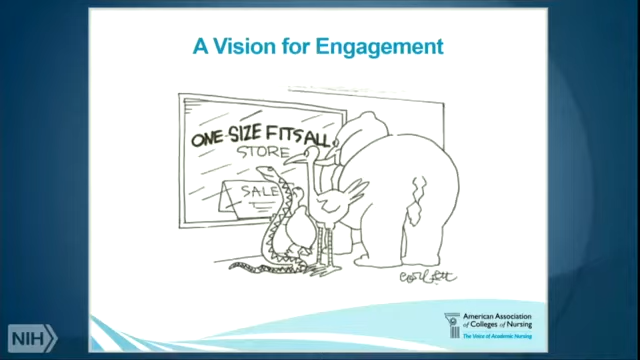 A Vision for Engagement
ONE-SIZE FITS ALL
STORE
SALE
American Association
of Colleges of Nursing
The Voice of Academic Nursing
NIH